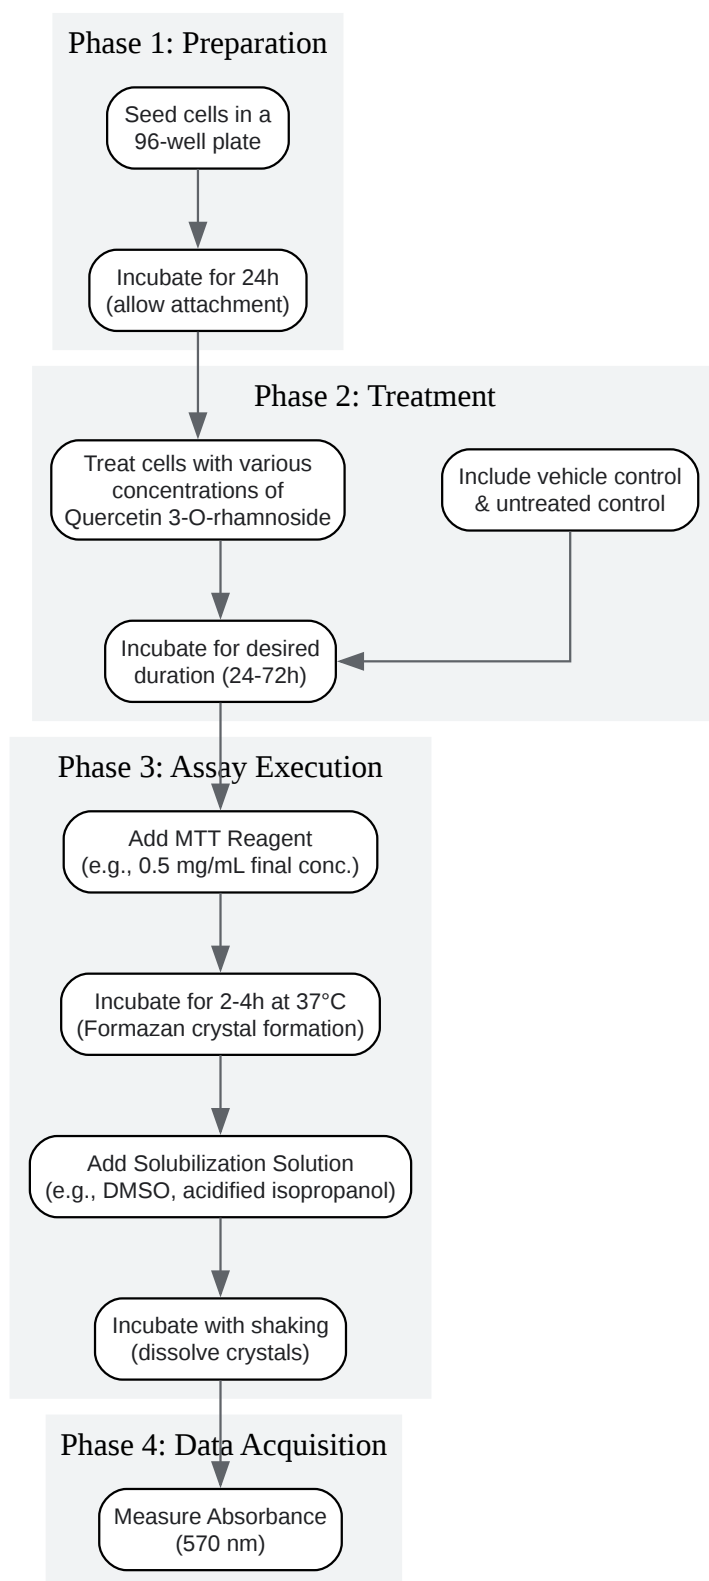 Phase 1: Preparation
Seed cells in a
96-well plate
Incubate for 24h
(allow attachment)
Phase 2: Treatment
Treat cells with various
concentrations of
Quercetin 3-O-rhamnoside
Include vehicle control
& untreated control
Incubate for desired
duration (24-72h)
Phase 3: Assay Execution
Add MTT Reagent
(e.g., 0.5 mg/mL final conc.)
Incubate for 2-4h at 37°C
(Formazan crystal formation)
Add Solubilization Solution
(e.g., DMSO, acidified isopropanol)
Incubate with shaking
(dissolve crystals)
Phase 4: Data Acquisition
Measure Absorbance
(570 nm)